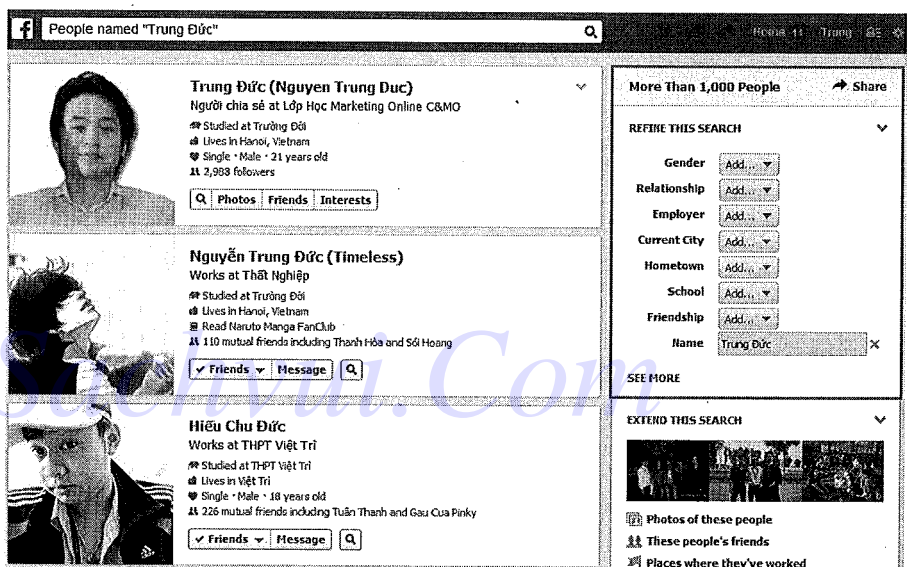 f People named "Trung Đức"
Home Trung
Trung Đức (Nguyen Trung Duc)
Người chia sẻ at Lớp Học Marketing Online C&MO
Studied at Trường Đời
Lives in Hanoi, Vietnam
Single · Male · 21 years old
2,983 followers
Photos Friends Interests
Nguyễn Trung Đức (Timeless)
Works at Thất Nghiệp
Studied at Trường Đời
Lives in Hanoi, Vietnam
Read Naruto Manga FanClub
110 mutual friends including Thanh Hòa and Sói Hoang
Friends Message
Hiếu Chu Đức
Works at THPT Việt Trì
Studied at THPT Việt Trì
Lives in Việt Trì
Single · Male · 18 years old
226 mutual friends including Tuấn Thanh and Gau Cua Pinky
Friends Message
More Than 1,000 People Share
REFINE THIS SEARCH
Gender Add...
Relationship Add...
Employer Add...
Current City Add...
Hometown Add...
School Add...
Friendship Add...
Name Trung Đức
SEE MORE
EXTEND THIS SEARCH
Photos of these people
These people's friends
Places where they've worked
Sachvui.Com